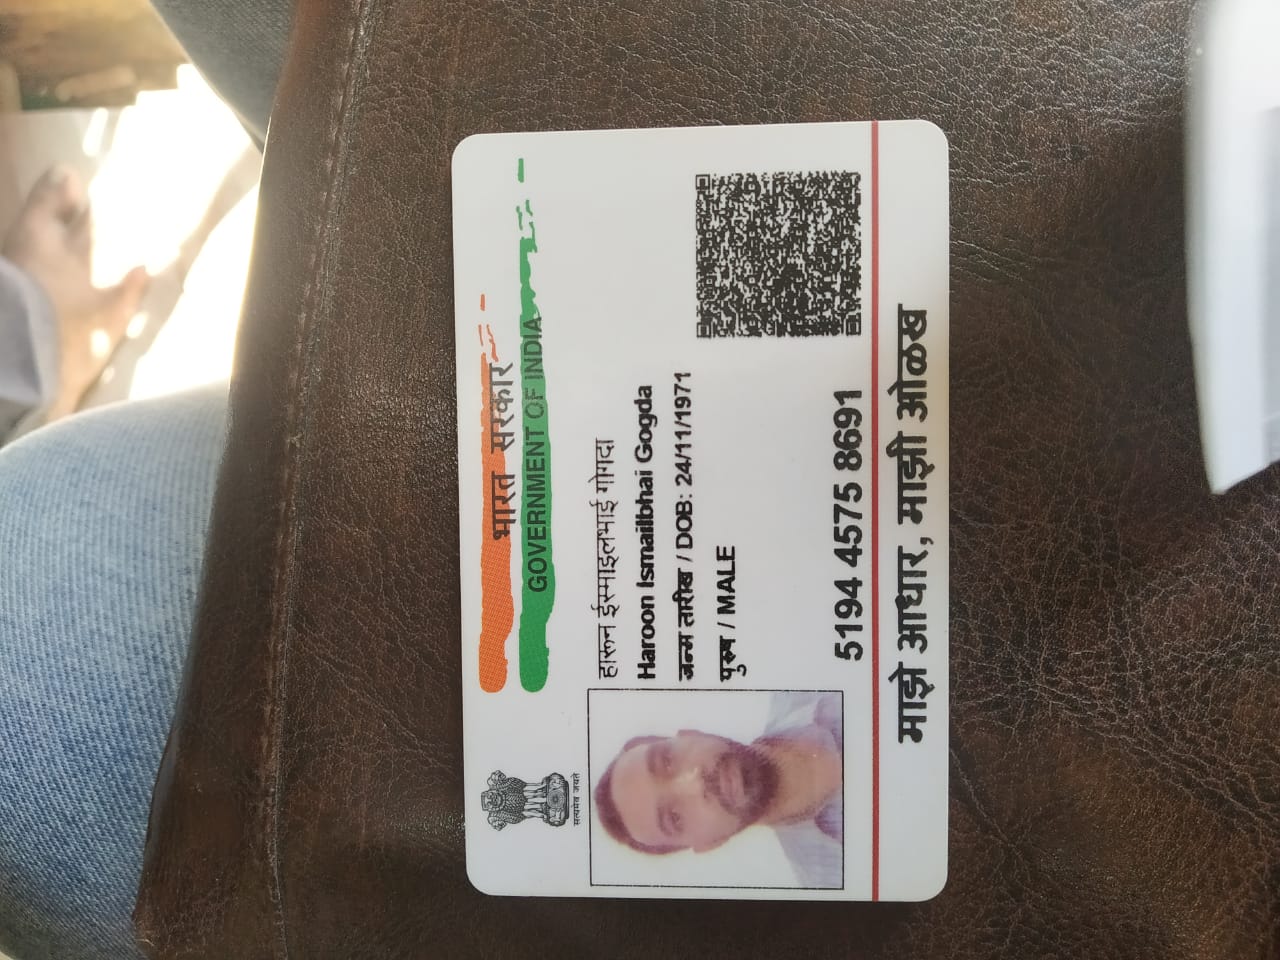 भारत सरकार
GOVERNMENT OF INDIA
सत्यमेव जयते
हारून ईस्माइलभाई गोगदा
Haroon Ismailbhai Gogda
जन्म तारीख / DOB: 24/11/1971
पुरुष / MALE
5194 4575 8691
माझे आधार, माझी ओळख